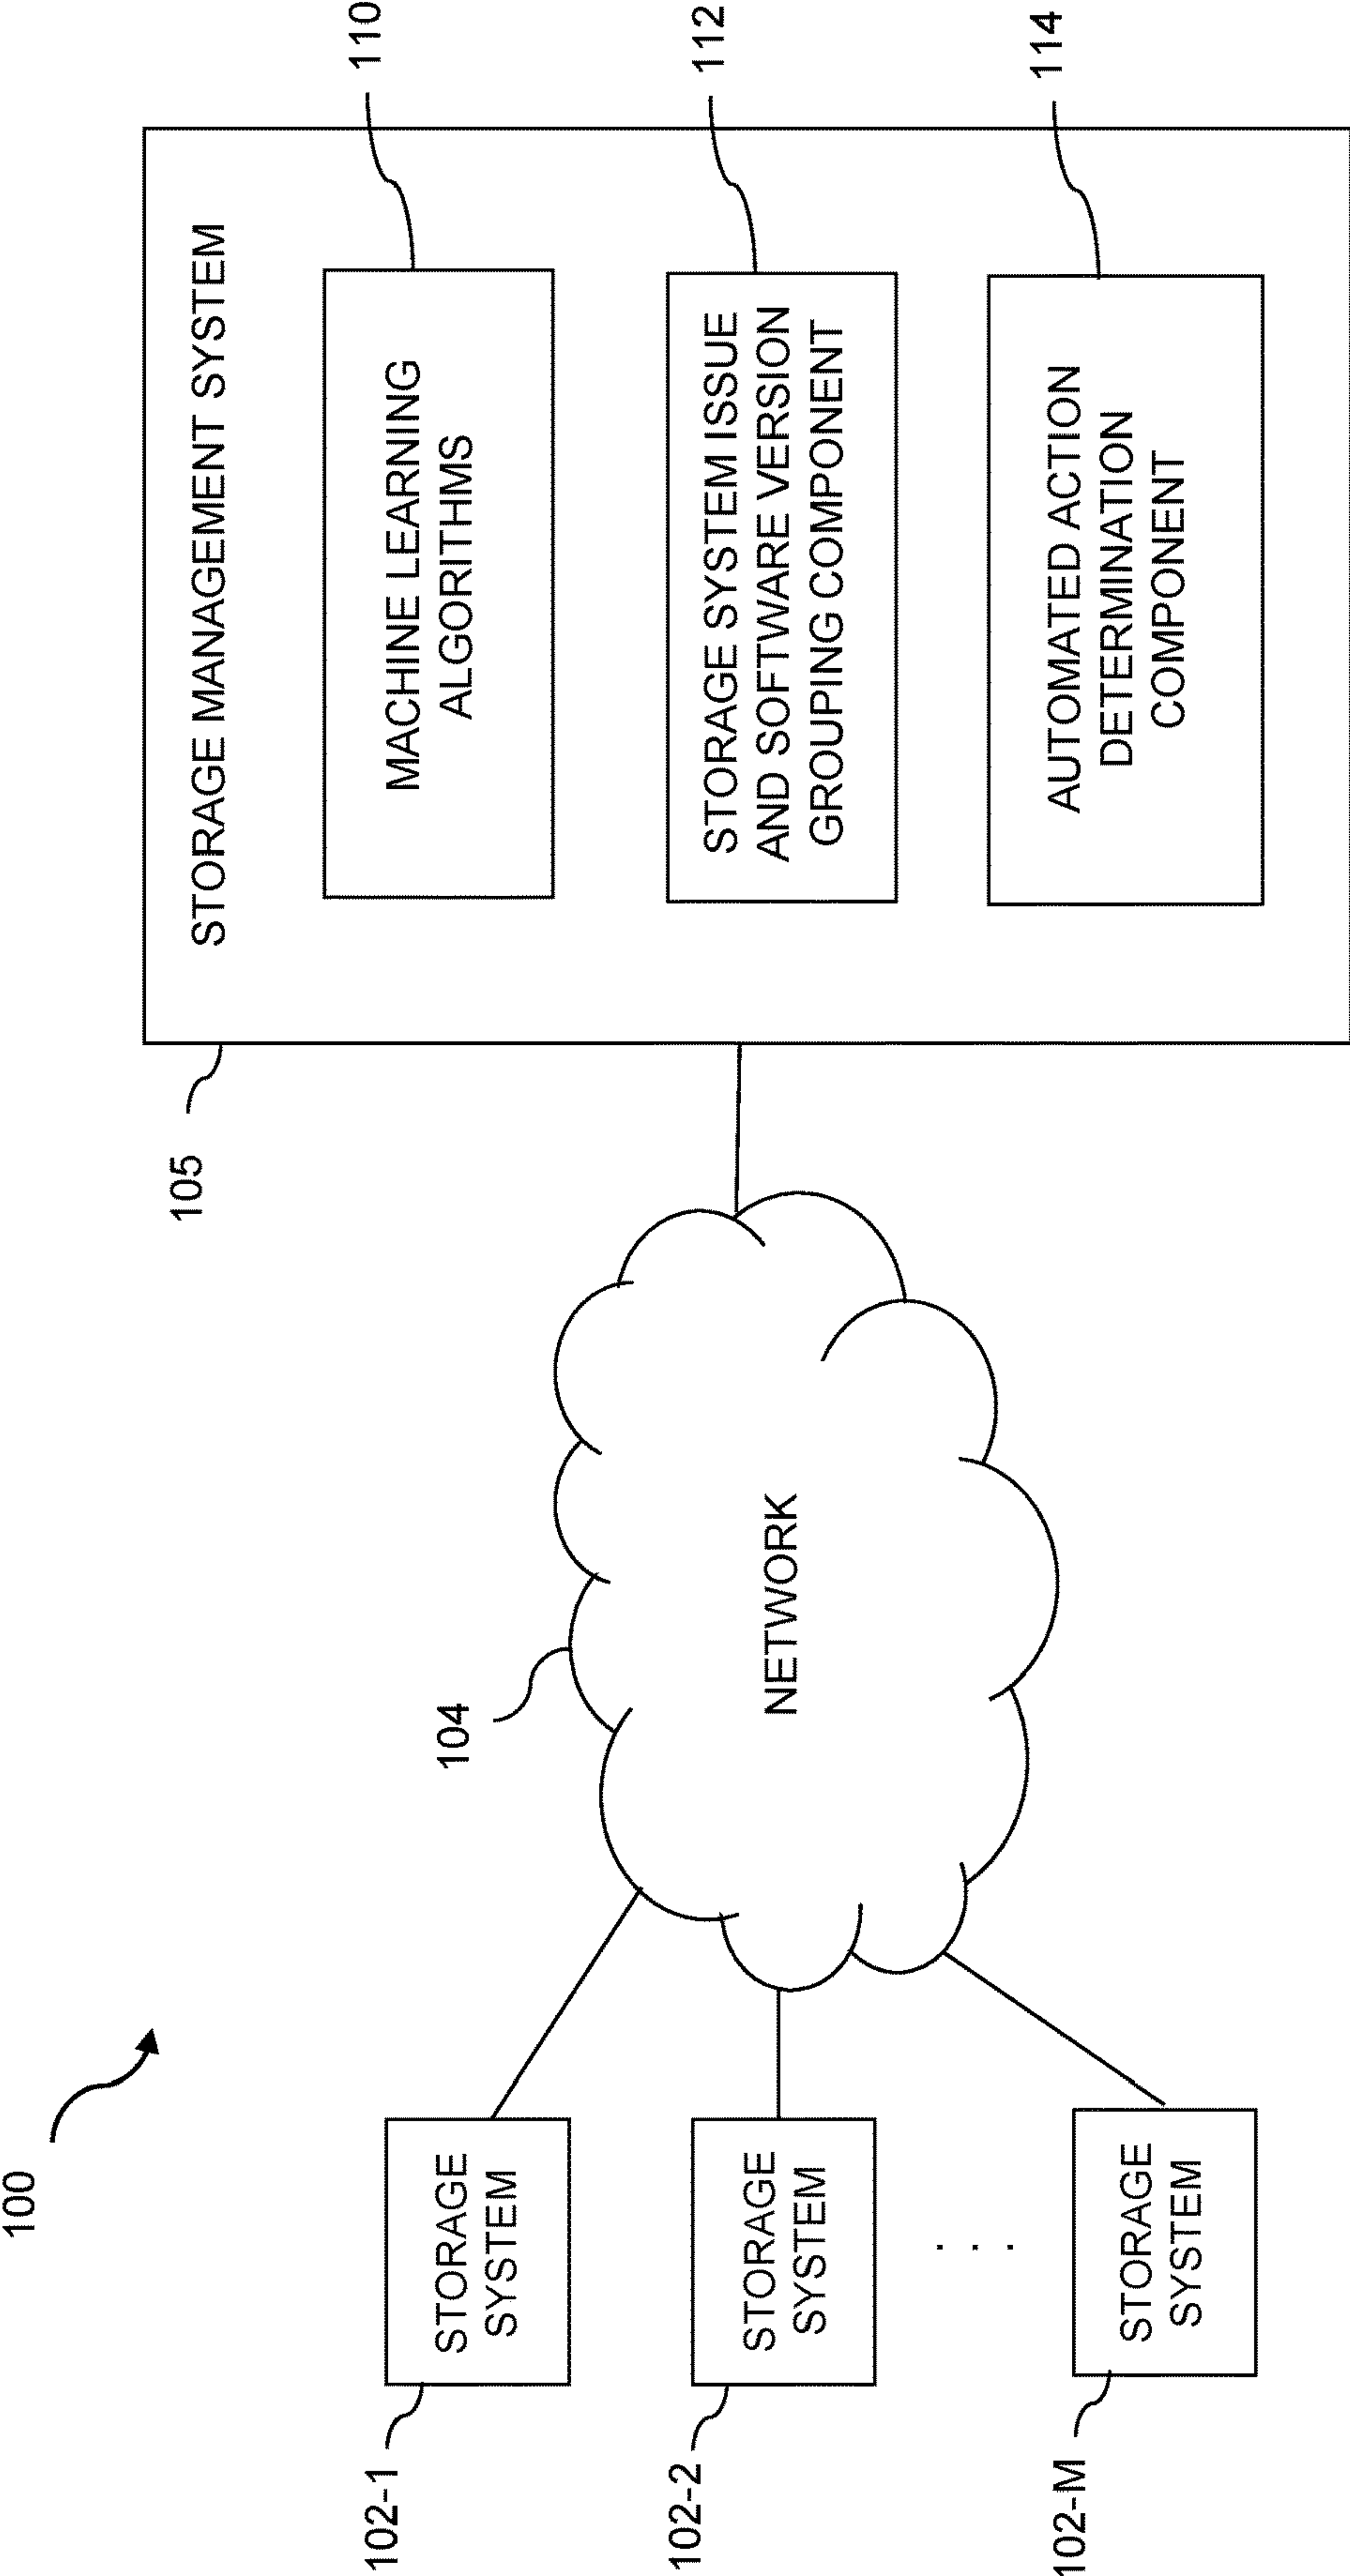 100
102-1
STORAGE
SYSTEM
102-2
STORAGE
SYSTEM
. . .
102-M
STORAGE
SYSTEM
104
NETWORK
105
STORAGE MANAGEMENT SYSTEM
MACHINE LEARNING
ALGORITHMS
110
STORAGE SYSTEM ISSUE
AND SOFTWARE VERSION
GROUPING COMPONENT
112
AUTOMATED ACTION
DETERMINATION
COMPONENT
114